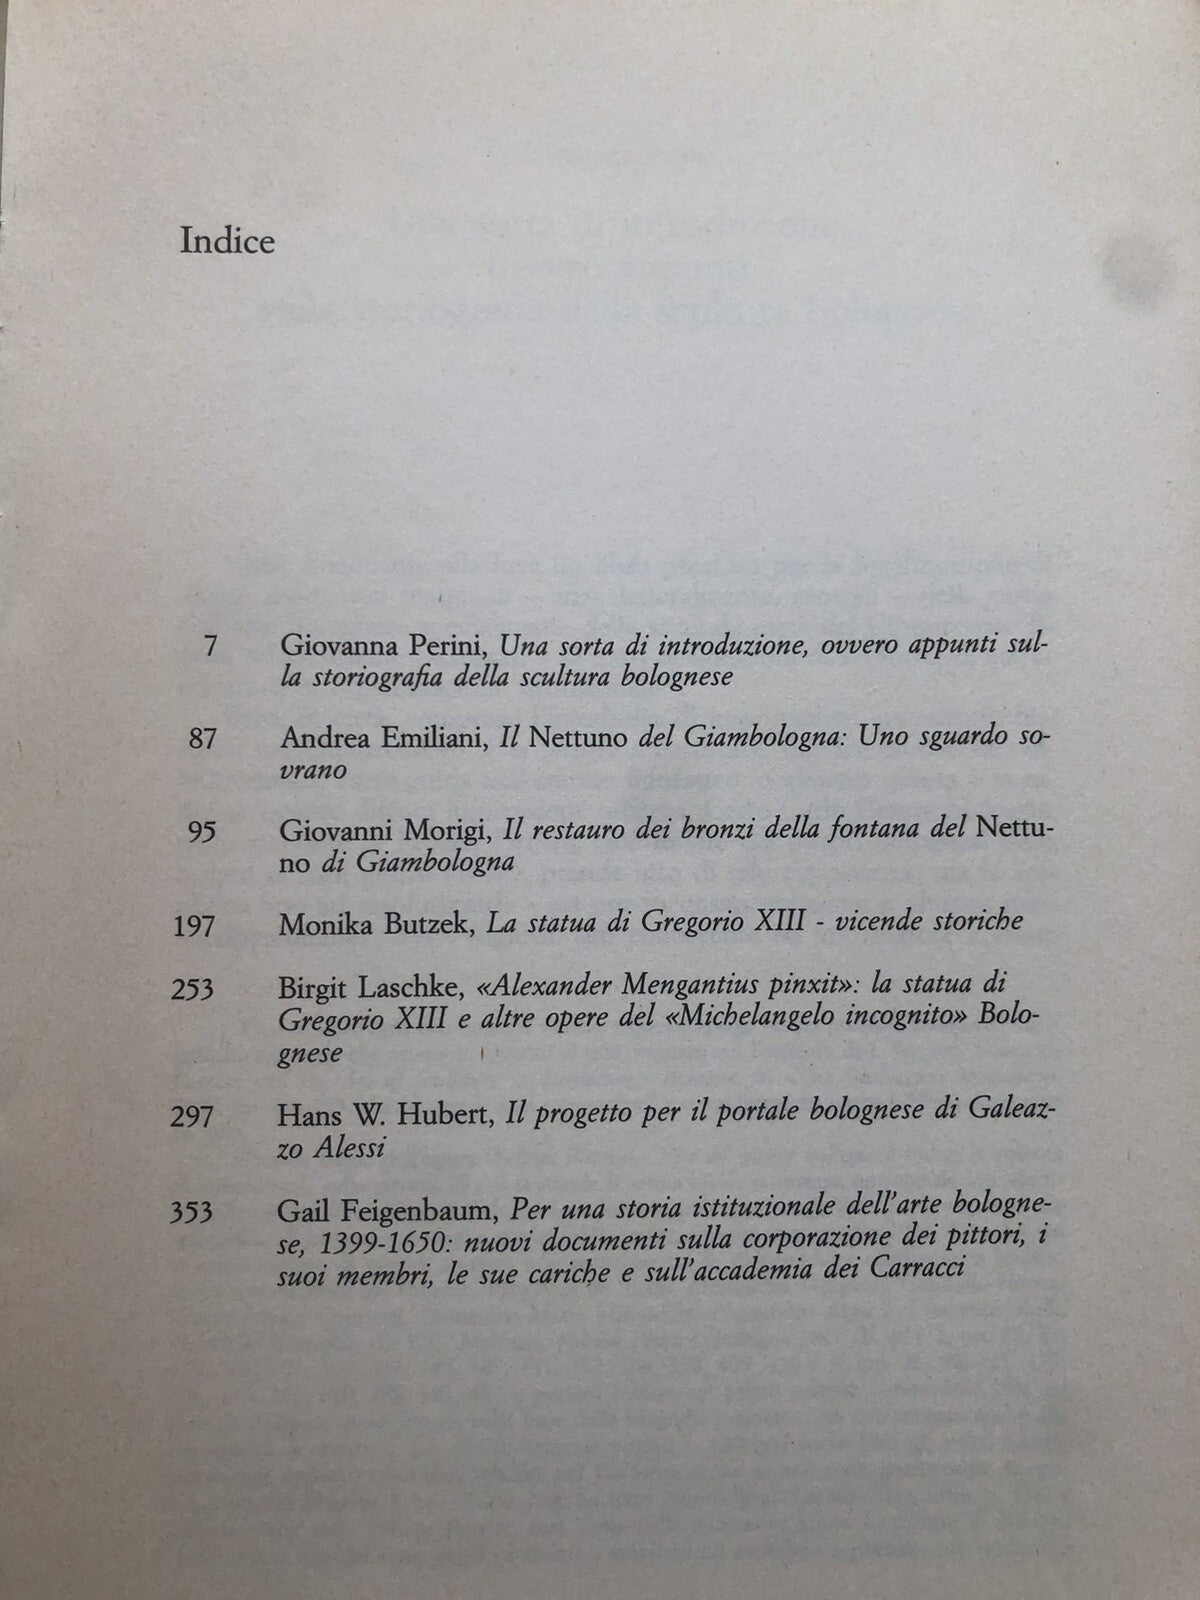 Indice
7 Giovanna Perini, Una sorta di introduzione, ovvero appunti sul-
la storiografia della scultura bolognese
87 Andrea Emiliani, Il Nettuno del Giambologna: Uno sguardo so-
vrano
95 Giovanni Morigi, Il restauro dei bronzi della fontana del Nettu-
no di Giambologna
197 Monika Butzek, La statua di Gregorio XIII - vicende storiche
253 Birgit Laschke, «Alexander Mengantius pinxit»: la statua di
Gregorio XIII e altre opere del «Michelangelo incognito» Bolo-
gnese
297 Hans W. Hubert, Il progetto per il portale bolognese di Galeaz-
zo Alessi
353 Gail Feigenbaum, Per una storia istituzionale dell'arte bologne-
se, 1399-1650: nuovi documenti sulla corporazione dei pittori, i
suoi membri, le sue cariche e sull'accademia dei Carracci